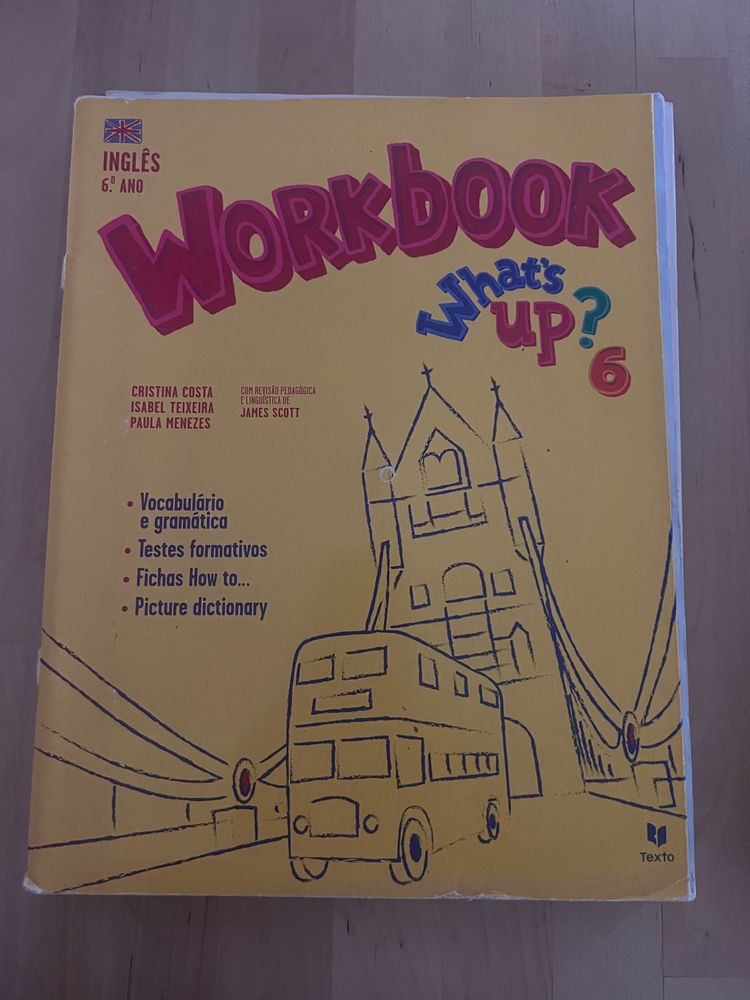 INGLÊS
6.º ANO
WORKBOOK
What's
up?
6
CRISTINA COSTA
ISABEL TEIXEIRA
PAULA MENEZES
COM REVISÃO PEDAGÓGICA
E LINGUÍSTICA DE
JAMES SCOTT
• Vocabulário
e gramática
• Testes formativos
• Fichas How to...
• Picture dictionary
Texto